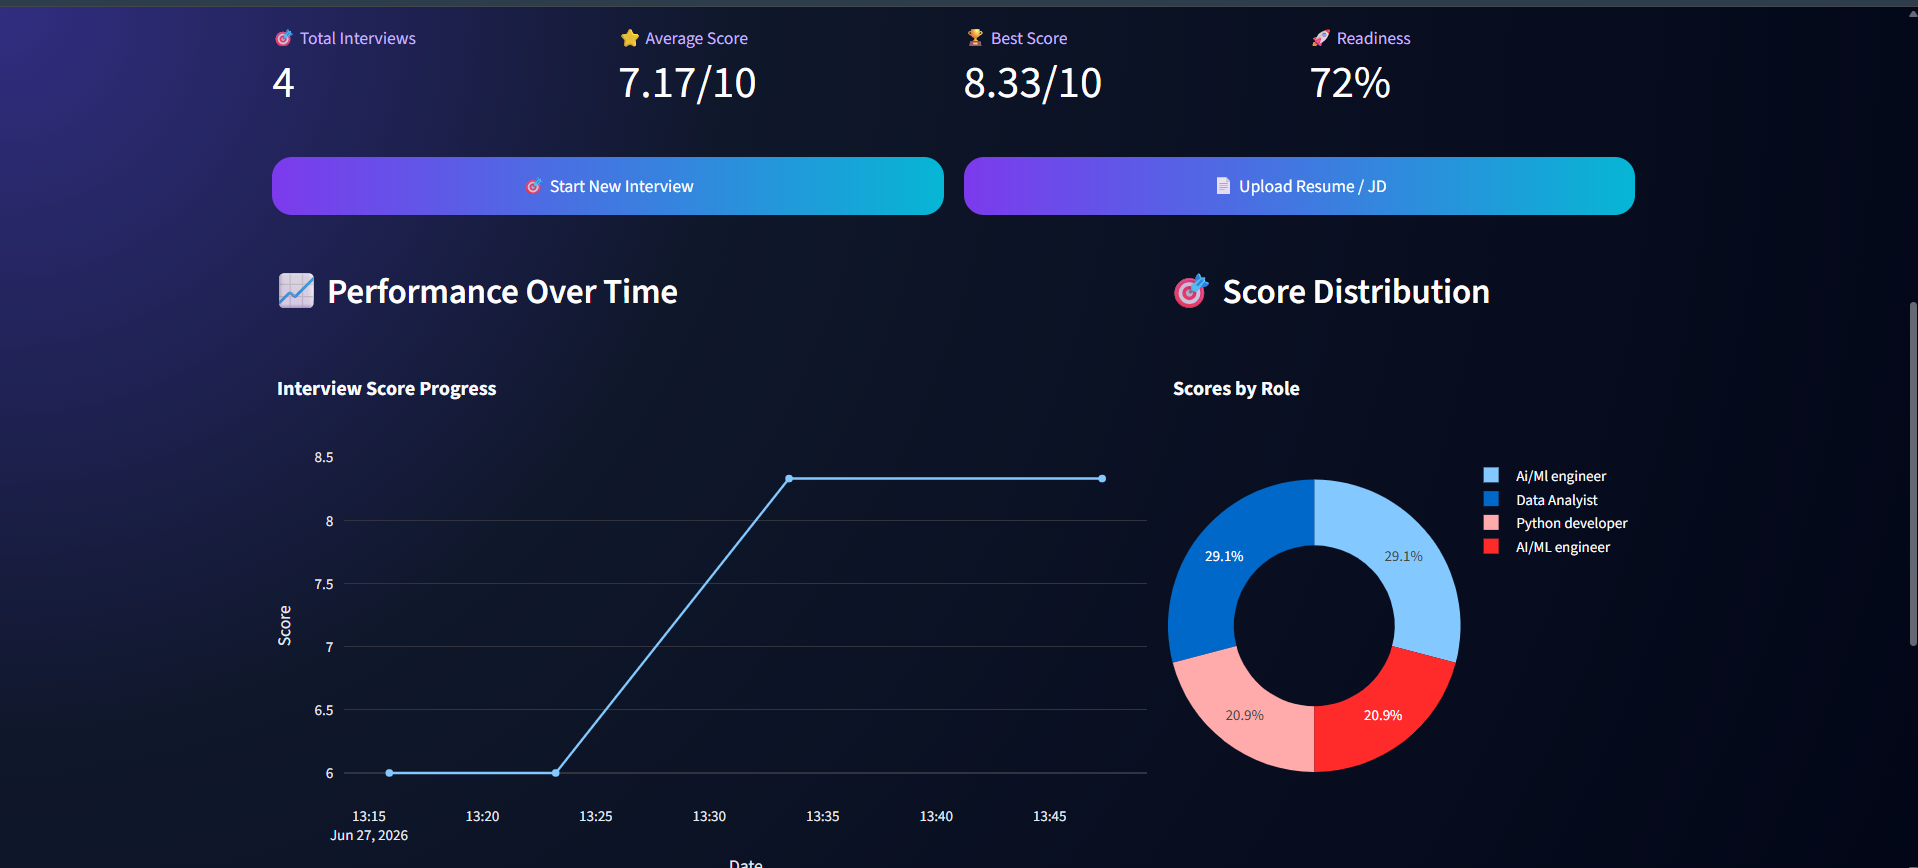 🎯 Total Interviews
4
⭐ Average Score
7.17/10
🏆 Best Score
8.33/10
🚀 Readiness
72%
🎯 Start New Interview
📄 Upload Resume / JD
📈 Performance Over Time
Interview Score Progress
8.5
8
7.5
7
6.5
6
Score
13:15
Jun 27, 2026
13:20
13:25
13:30
13:35
13:40
13:45
Date
🎯 Score Distribution
Scores by Role
29.1%
29.1%
20.9%
20.9%
Ai/Ml engineer
Data Analyist
Python developer
AI/ML engineer